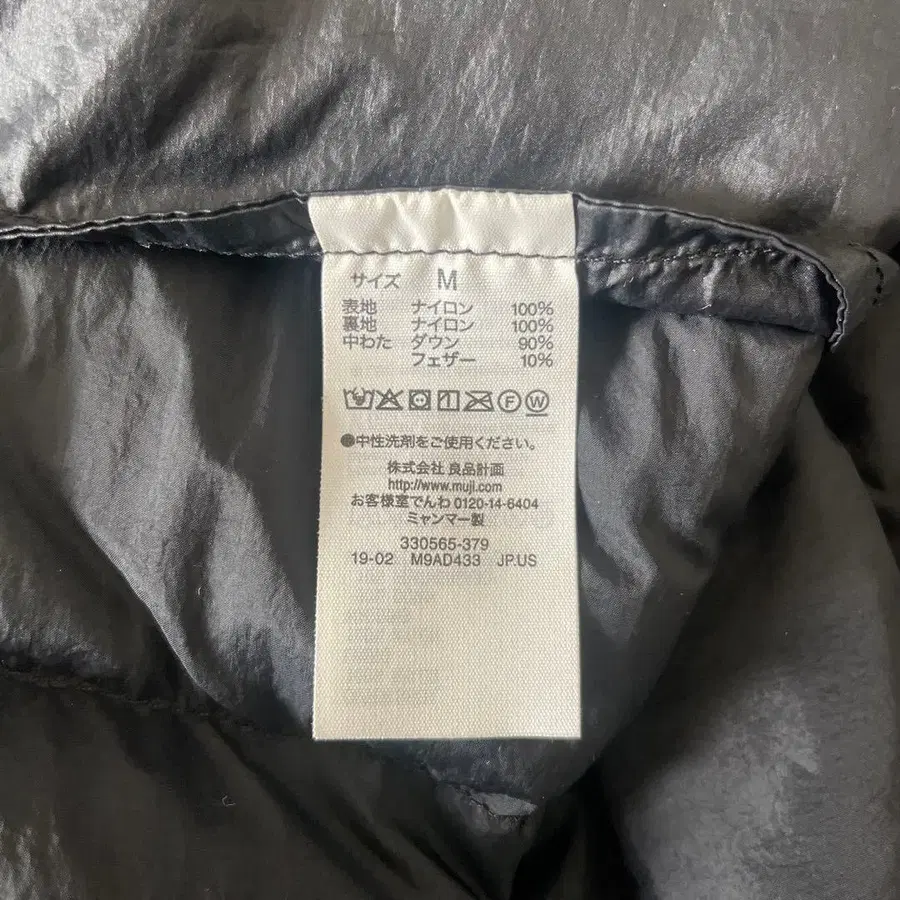 サイズ M
表地 ナイロン 100%
裏地 ナイロン 100%
中わた ダウン 90%
フェザー 10%
F W
●中性洗剤をご使用ください。
株式会社 良品計画
http://www.muji.com
お客様室でんわ 0120-14-6404
ミャンマー製
330565-379
19-02 M9AD433 JP.US